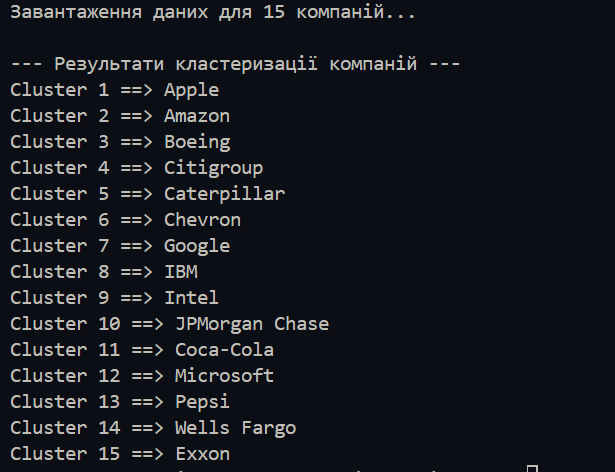 Завантаження даних для 15 компаній...
--- Результати кластеризації компаній ---
Cluster 1 ==> Apple
Cluster 2 ==> Amazon
Cluster 3 ==> Boeing
Cluster 4 ==> Citigroup
Cluster 5 ==> Caterpillar
Cluster 6 ==> Chevron
Cluster 7 ==> Google
Cluster 8 ==> IBM
Cluster 9 ==> Intel
Cluster 10 ==> JPMorgan Chase
Cluster 11 ==> Coca-Cola
Cluster 12 ==> Microsoft
Cluster 13 ==> Pepsi
Cluster 14 ==> Wells Fargo
Cluster 15 ==> Exxon